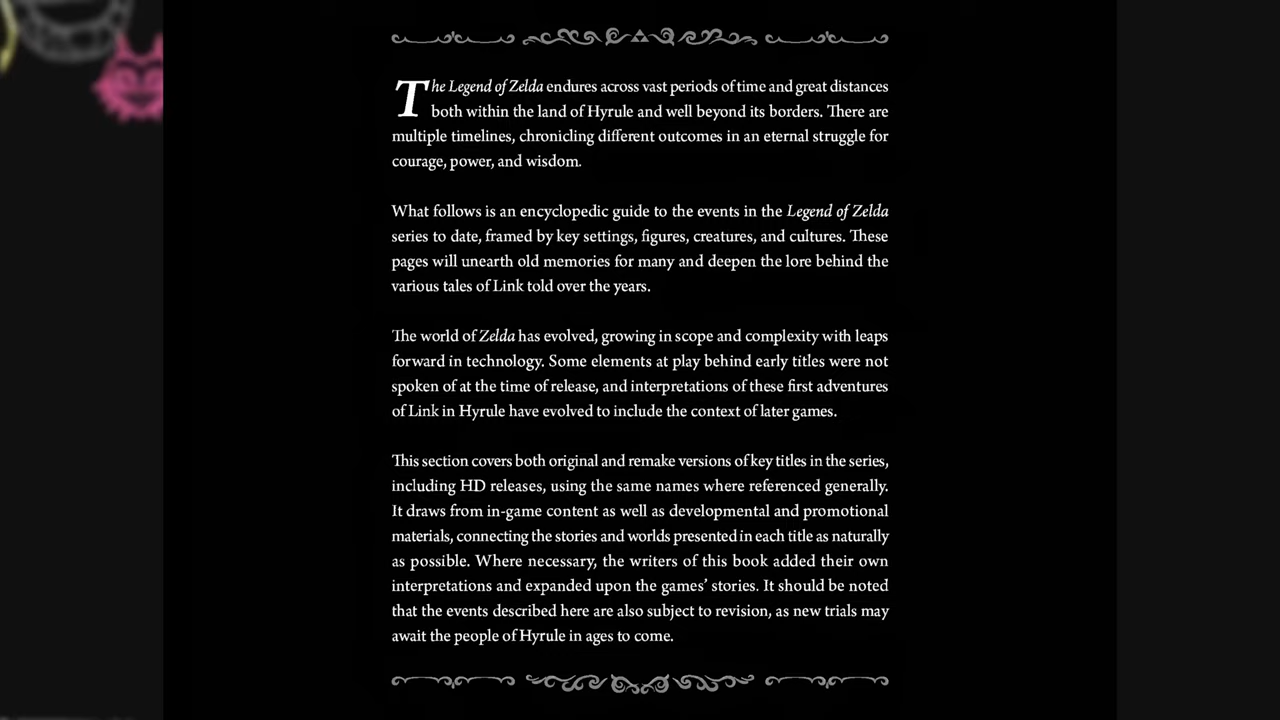 The Legend of Zelda endures across vast periods of time and great distances
both within the land of Hyrule and well beyond its borders. There are
multiple timelines, chronicling different outcomes in an eternal struggle for
courage, power, and wisdom.
What follows is an encyclopedic guide to the events in the Legend of Zelda
series to date, framed by key settings, figures, creatures, and cultures. These
pages will unearth old memories for many and deepen the lore behind the
various tales of Link told over the years.
The world of Zelda has evolved, growing in scope and complexity with leaps
forward in technology. Some elements at play behind early titles were not
spoken of at the time of release, and interpretations of these first adventures
of Link in Hyrule have evolved to include the context of later games.
This section covers both original and remake versions of key titles in the series,
including HD releases, using the same names where referenced generally.
It draws from in-game content as well as developmental and promotional
materials, connecting the stories and worlds presented in each title as naturally
as possible. Where necessary, the writers of this book added their own
interpretations and expanded upon the games’ stories. It should be noted
that the events described here are also subject to revision, as new trials may
await the people of Hyrule in ages to come.